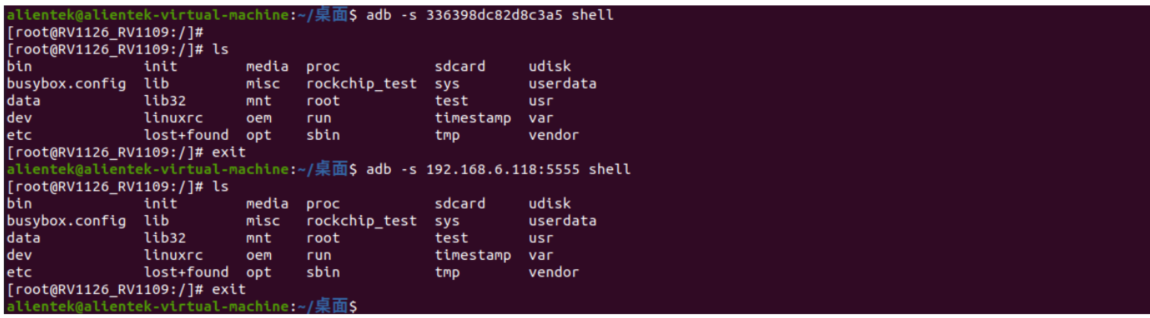 alientek@alientek-virtual-machine:~/桌面$ adb -s 336398dc82d8c3a5 shell
[root@RV1126_RV1109:/]#
[root@RV1126_RV1109:/]# ls
bin             init        media  proc           sdcard     udisk
busybox.config  lib         misc   rockchip_test  sys        userdata
data            lib32       mnt    root           test       usr
dev             linuxrc     oem    run            timestamp  var
etc             lost+found  opt    sbin           tmp        vendor
[root@RV1126_RV1109:/]# exit
alientek@alientek-virtual-machine:~/桌面$ adb -s 192.168.6.118:5555 shell
[root@RV1126_RV1109:/]# ls
bin             init        media  proc           sdcard     udisk
busybox.config  lib         misc   rockchip_test  sys        userdata
data            lib32       mnt    root           test       usr
dev             linuxrc     oem    run            timestamp  var
etc             lost+found  opt    sbin           tmp        vendor
[root@RV1126_RV1109:/]# exit
alientek@alientek-virtual-machine:~/桌面$